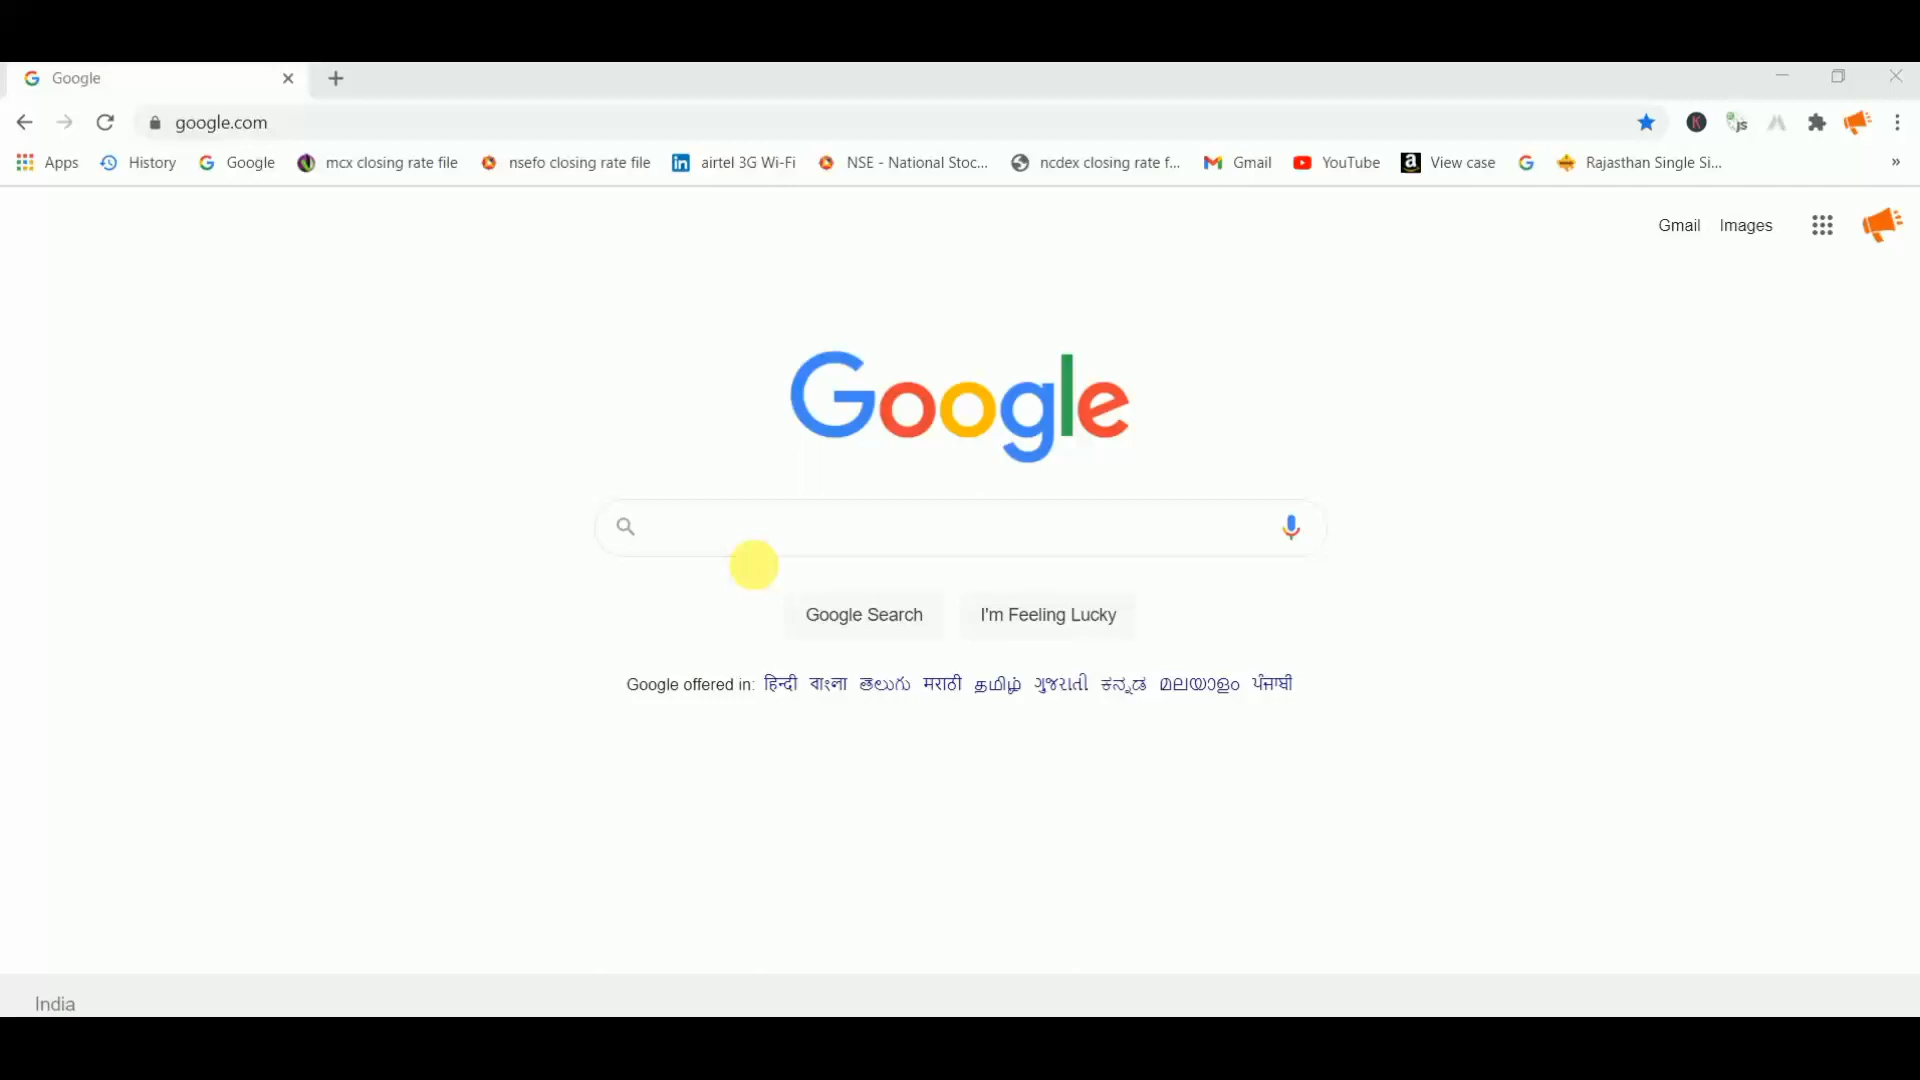 Google
google.com
Apps History Google mcx closing rate file nsefo closing rate file airtel 3G Wi-Fi NSE - National Stoc... ncdex closing rate f... Gmail YouTube View case Rajasthan Single Si... »
Gmail Images
Google
Google Search I'm Feeling Lucky
Google offered in: हिन्दी বাংলা తెలుగు मराठी தமிழ் ગુજરાતી ಕನ್ನಡ മലയാളം ਪੰਜਾਬੀ
India